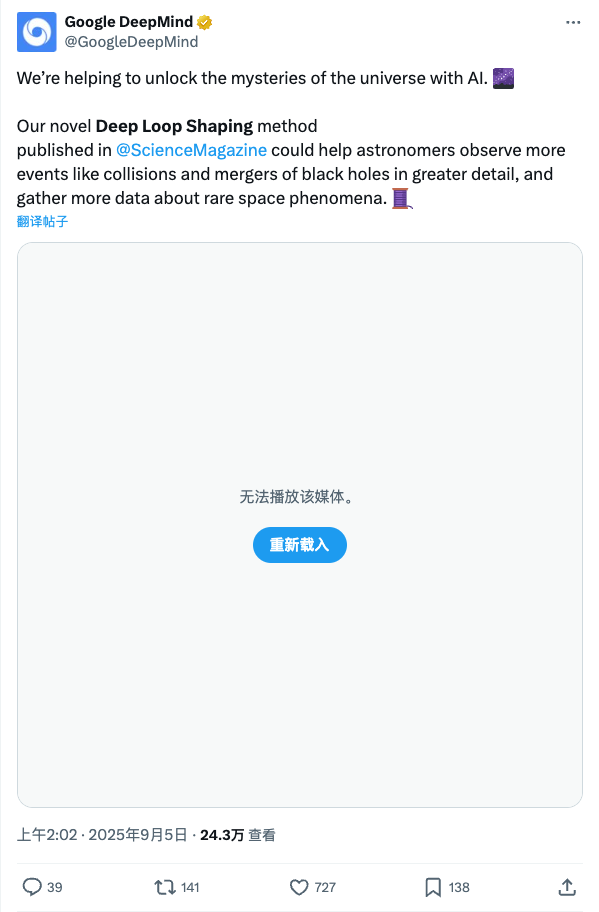 Google DeepMind
@GoogleDeepMind
We’re helping to unlock the mysteries of the universe with AI. 🌌
Our novel Deep Loop Shaping method
published in @ScienceMagazine could help astronomers observe more
events like collisions and mergers of black holes in greater detail, and
gather more data about rare space phenomena. 🧵
翻译帖子
无法播放该媒体。
重新载入
上午2:02 · 2025年9月5日 · 24.3万 查看
39 141 727 138